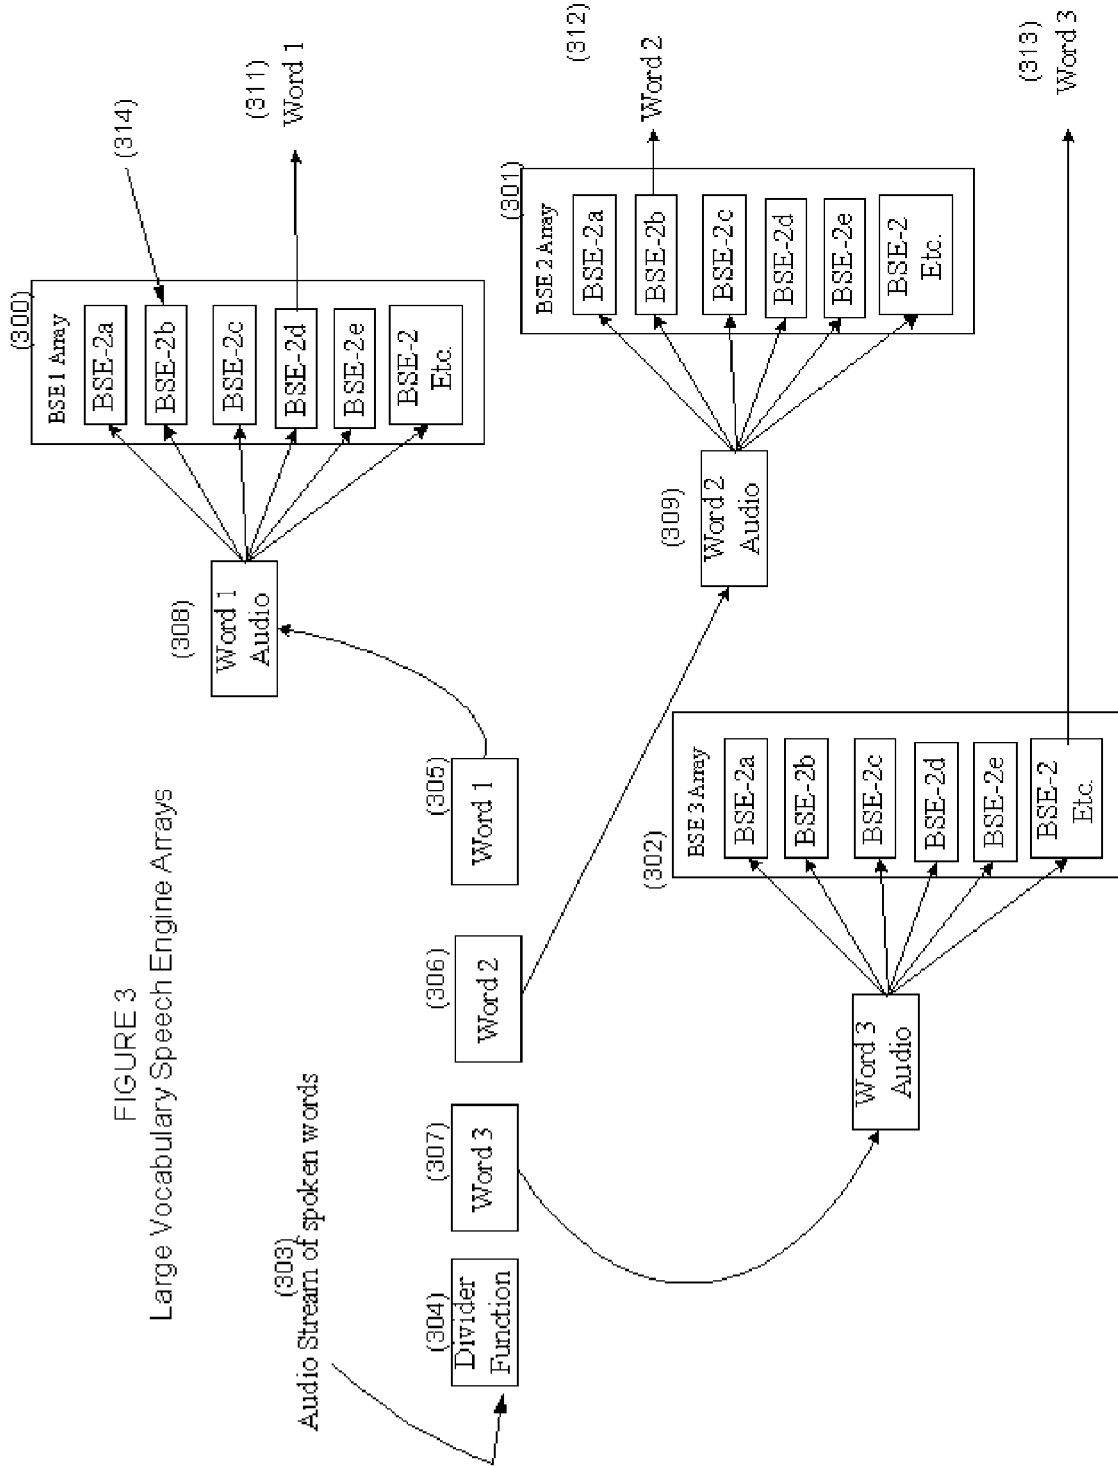 FIGURE 3
Large Vocabulary Speech Engine Arrays
(303)
Audio Stream of spoken words
(304)
Divider
Function
(307)
Word 3
(306)
Word 2
(305)
Word 1
(308)
Word 1
Audio
(300)
BSE 1 Array
BSE-2a
BSE-2b
BSE-2c
BSE-2d
BSE-2e
BSE-2
Etc.
(314)
(311)
Word 1
(309)
Word 2
Audio
(301)
BSE 2 Array
BSE-2a
BSE-2b
BSE-2c
BSE-2d
BSE-2e
BSE-2
Etc.
(312)
Word 2
Word 3
Audio
(302)
BSE 3 Array
BSE-2a
BSE-2b
BSE-2c
BSE-2d
BSE-2e
BSE-2
Etc.
(313)
Word 3